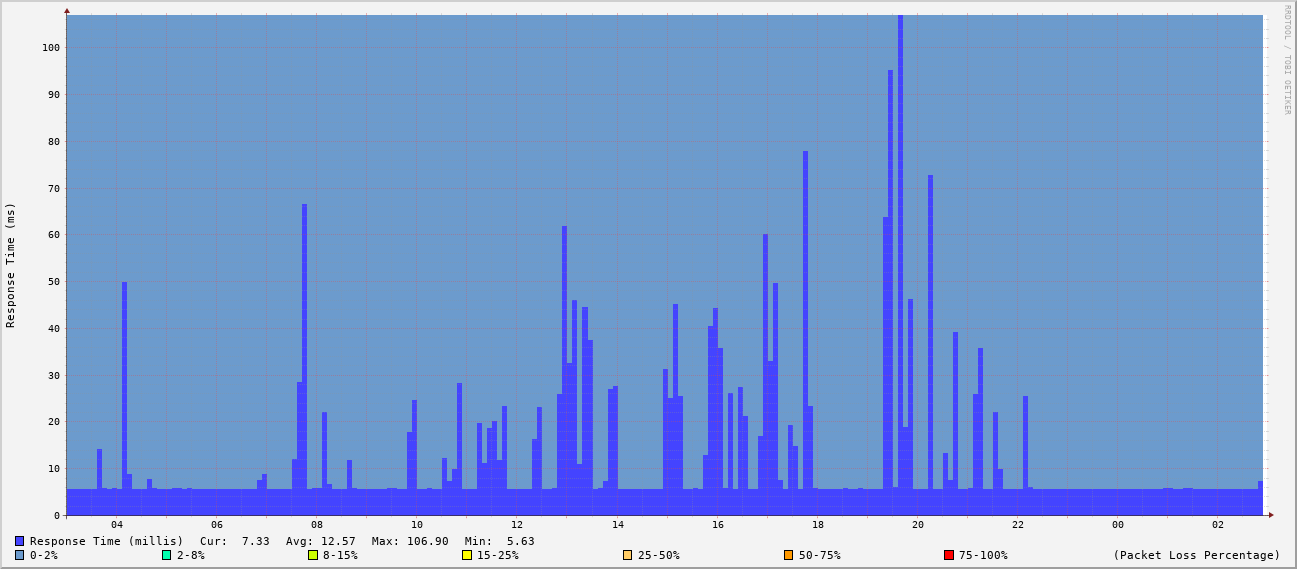 RRDTOOL / TOBI OETIKER
Response Time (ms)
100
90
80
70
60
50
40
30
20
10
0
04 06 08 10 12 14 16 18 20 22 00 02
Response Time (millis) Cur: 7.33 Avg: 12.57 Max: 106.90 Min: 5.63
0-2% 2-8% 8-15% 15-25% 25-50% 50-75% 75-100% (Packet Loss Percentage)